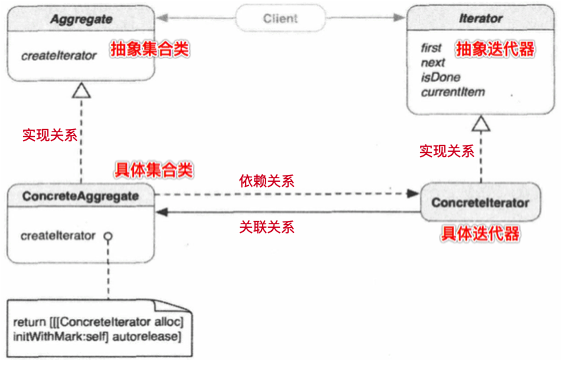 Aggregate
createIterator
抽象集合类
Client
Iterator
first
next
isDone
currentItem
抽象迭代器
实现关系
实现关系
具体集合类
ConcreteAggregate
createIterator
依赖关系
关联关系
ConcreteIterator
具体迭代器
return [[[ConcreteIterator alloc]
initWithMark:self] autorelease]